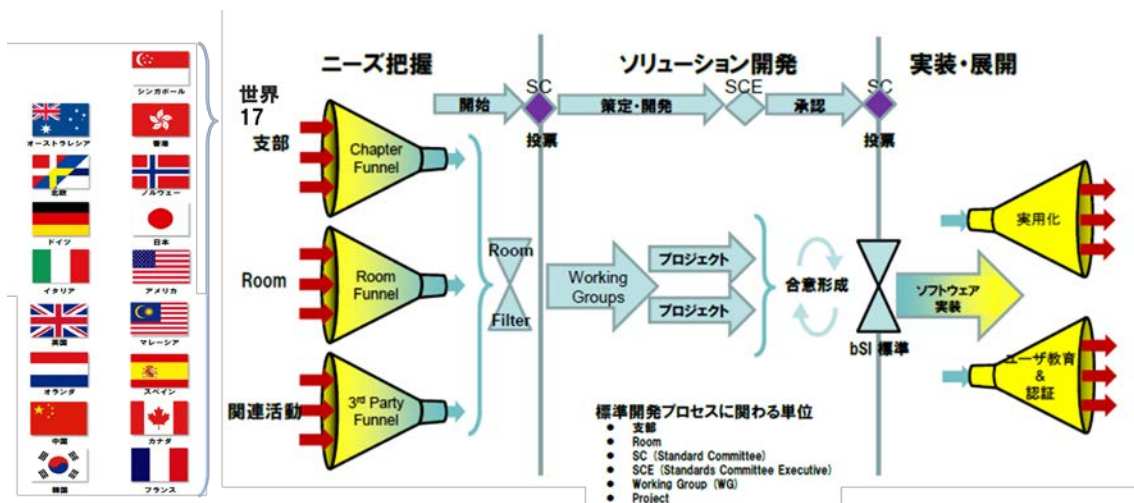 シンガポール
オーストラレシア
香港
北欧
ノルウェー
ドイツ
日本
イタリア
アメリカ
英国
マレーシア
オランダ
スペイン
中国
カナダ
韓国
フランス
ニーズ把握
ソリューション開発
実装・展開
世界
17
支部
開始
SC
投票
策定・開発
SCE
承認
SC
投票
Chapter
Funnel
Room
Room
Funnel
関連活動
3rd Party
Funnel
Room
Filter
Working
Groups
プロジェクト
プロジェクト
合意形成
bSI 標準
ソフトウェア
実装
実用化
ユーザ教育
&
認証
標準開発プロセスに関わる単位
● 支部
● Room
● SC (Standard Committee)
● SCE (Standards Committee Executive)
● Working Group (WG)
● Project